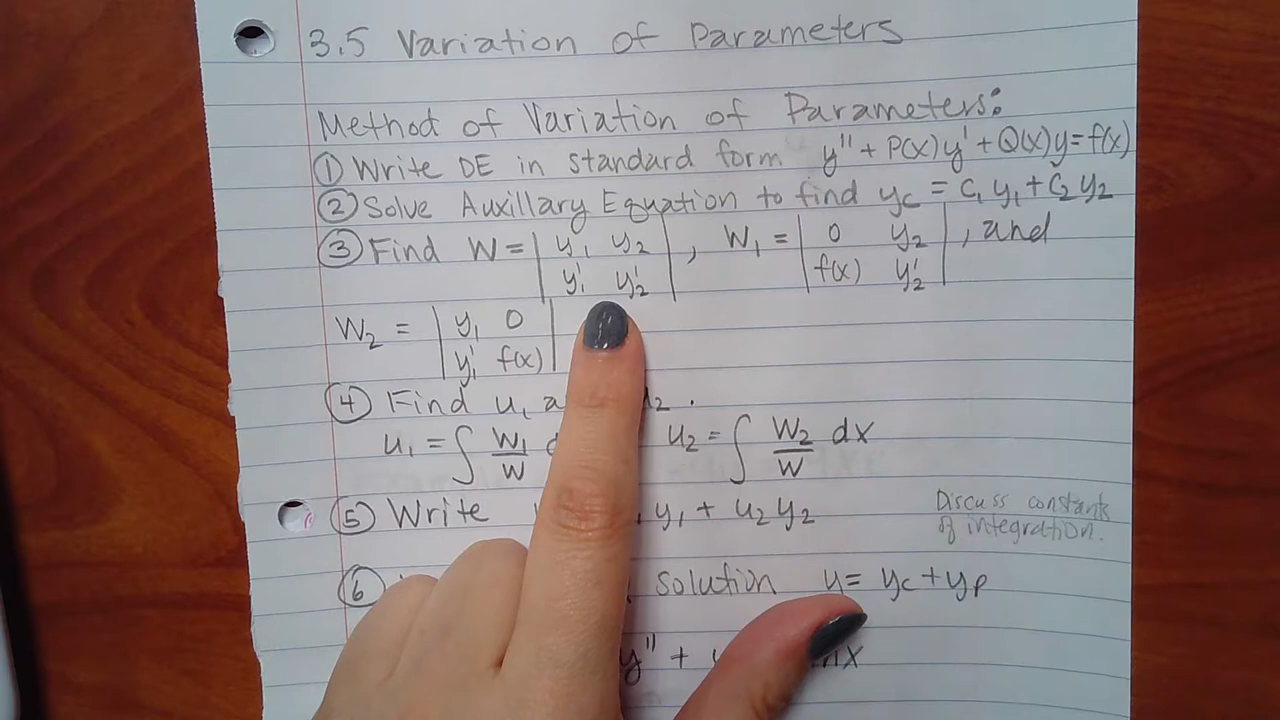 3.5 Variation of Parameters
Method of Variation of Parameters:
① Write DE in standard form y'' + P(x)y' + Q(x)y = f(x)
② Solve Auxillary Equation to find yc = C₁y₁ + C₂y₂
③ Find W = | y₁ y₂ |, W₁ = | 0 y₂ |, and
| y₁' y₂' | | f(x) y₂' |
W₂ = | y₁ 0 |
| y₁' f(x) |
④ Find u₁ u₂.
u₁ = ∫ W₁/W u₂ = ∫ W₂/W dx
⑤ Write y₁ + u₂y₂
Discuss constants
of integration.
⑥ solution y = yc + yp
y'' +